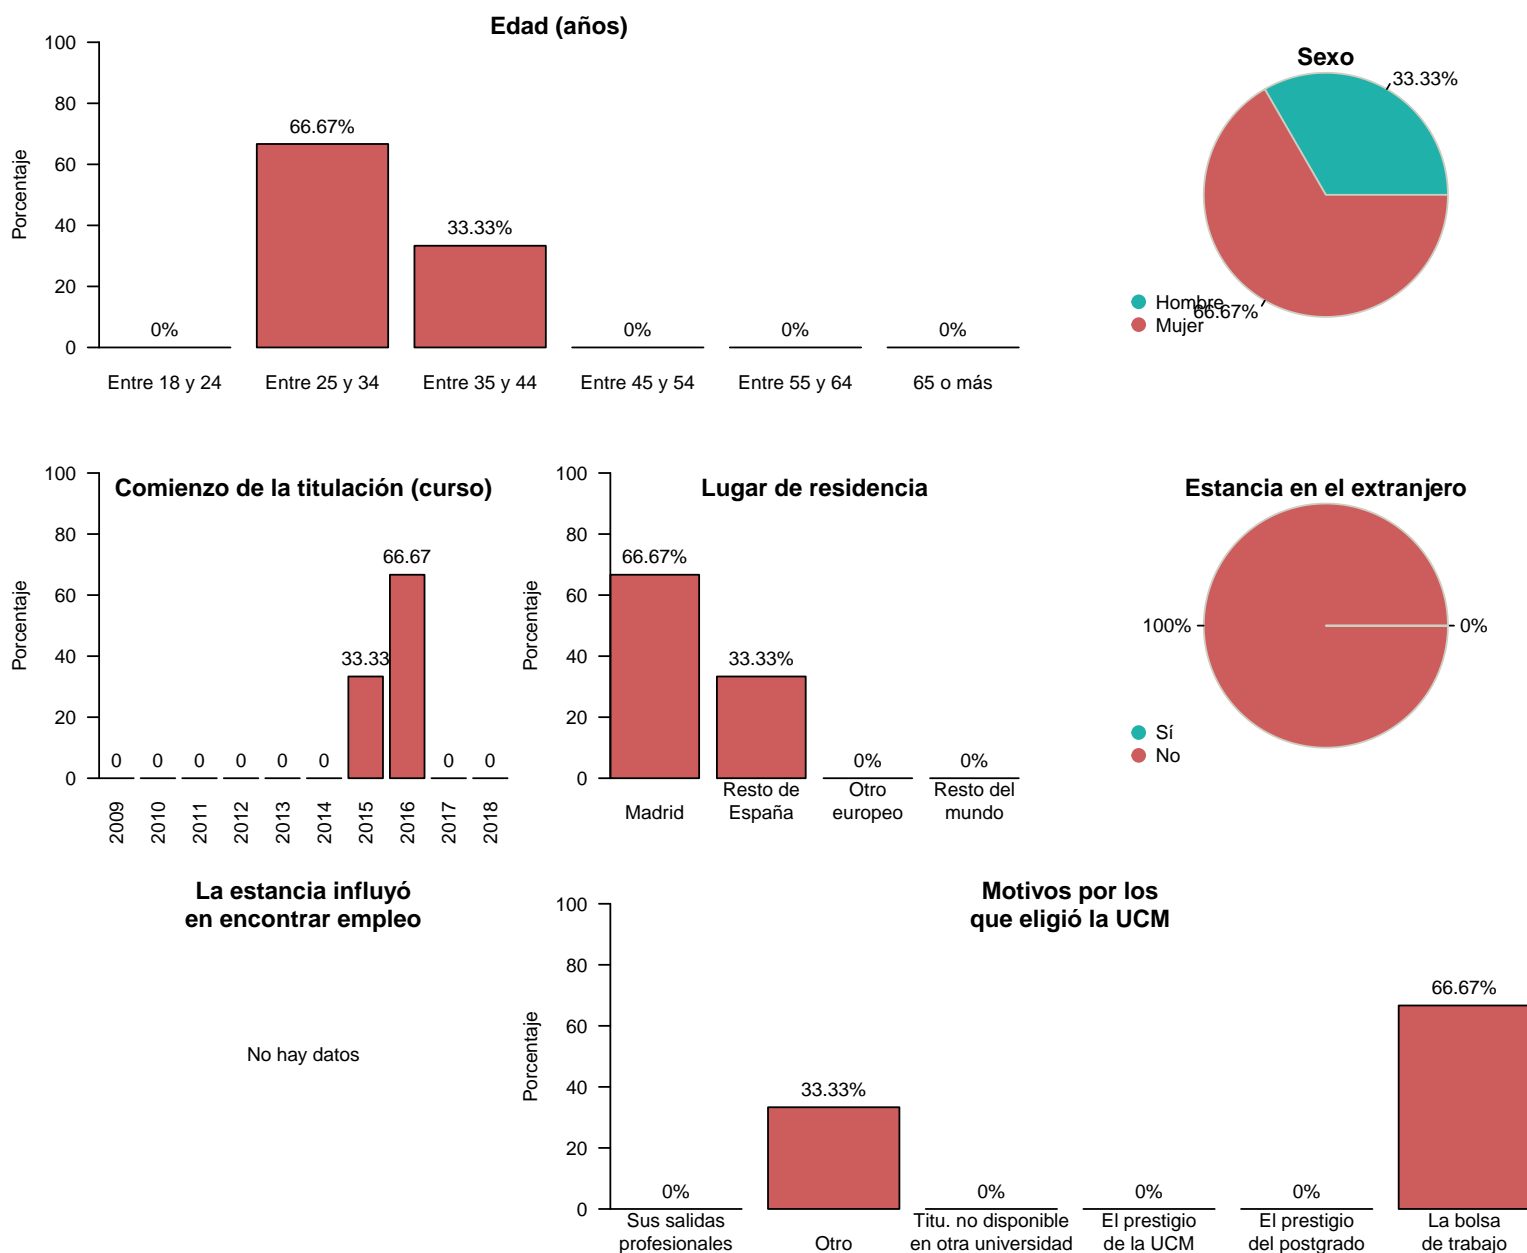 Edad (años)
Porcentaje
100
80
60
40
20
0
0%
66.67%
33.33%
0%
0%
0%
Entre 18 y 24
Entre 25 y 34
Entre 35 y 44
Entre 45 y 54
Entre 55 y 64
65 o más
Sexo
33.33%
66.67%
Hombre
Mujer
Comienzo de la titulación (curso)
Porcentaje
100
80
60
40
20
0
0
0
0
0
0
0
33.33
66.67
0
0
2009
2010
2011
2012
2013
2014
2015
2016
2017
2018
Lugar de residencia
Porcentaje
100
80
60
40
20
0
66.67%
33.33%
0%
0%
Madrid
Resto de
España
Otro
europeo
Resto del
mundo
Estancia en el extranjero
100%
0%
Sí
No
La estancia influyó
en encontrar empleo
No hay datos
Motivos por los
que eligió la UCM
Porcentaje
100
80
60
40
20
0
0%
33.33%
0%
0%
0%
66.67%
Sus salidas
profesionales
Otro
Titu. no disponible
en otra universidad
El prestigio
de la UCM
El prestigio
del postgrado
La bolsa
de trabajo